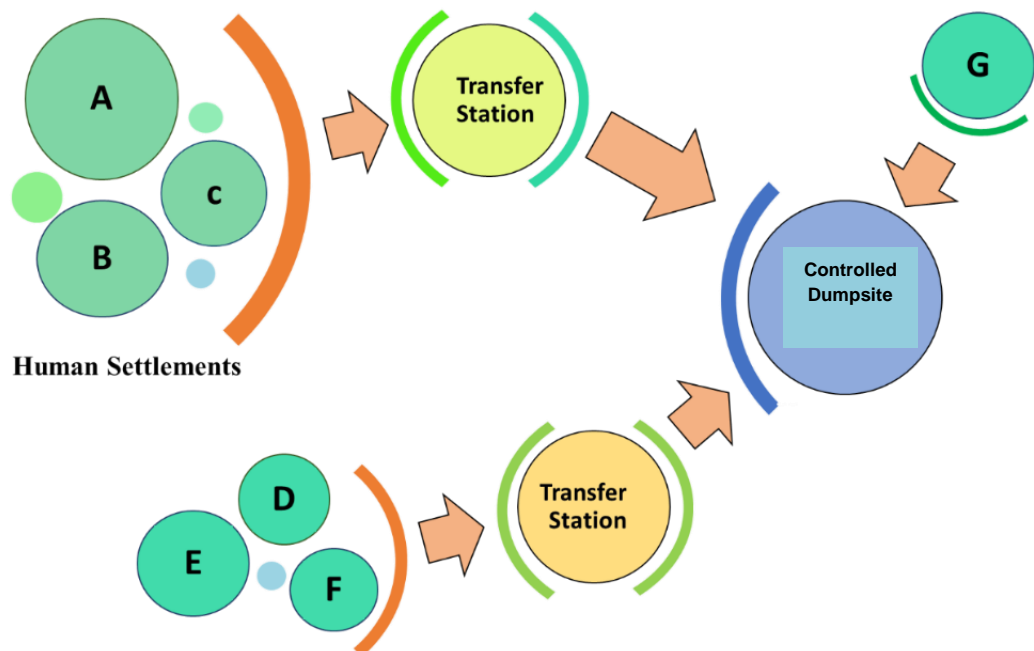 A
c
B
Human Settlements
Transfer
Station
G
Controlled
Dumpsite
D
E
F
Transfer
Station